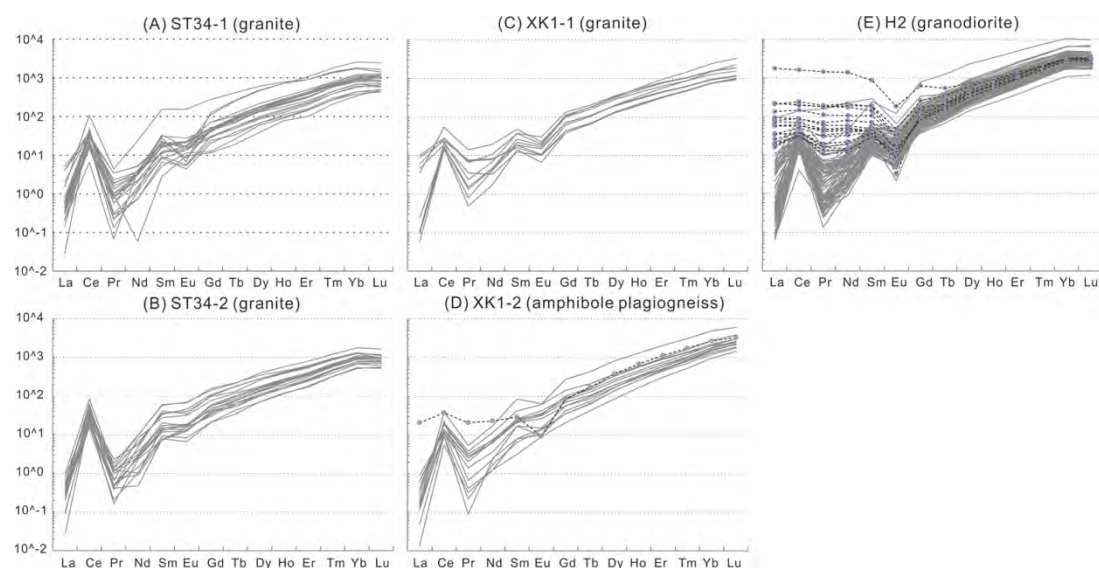 (A) ST34-1 (granite)
10^4
10^3
10^2
10^1
10^0
10^-1
10^-2
La Ce Pr Nd Sm Eu Gd Tb Dy Ho Er Tm Yb Lu
(C) XK1-1 (granite)
La Ce Pr Nd Sm Eu Gd Tb Dy Ho Er Tm Yb Lu
(E) H2 (granodiorite)
La Ce Pr Nd Sm Eu Gd Tb Dy Ho Er Tm Yb Lu
(B) ST34-2 (granite)
10^4
10^3
10^2
10^1
10^0
10^-1
10^-2
La Ce Pr Nd Sm Eu Gd Tb Dy Ho Er Tm Yb Lu
(D) XK1-2 (amphibole plagiogneiss)
La Ce Pr Nd Sm Eu Gd Tb Dy Ho Er Tm Yb Lu